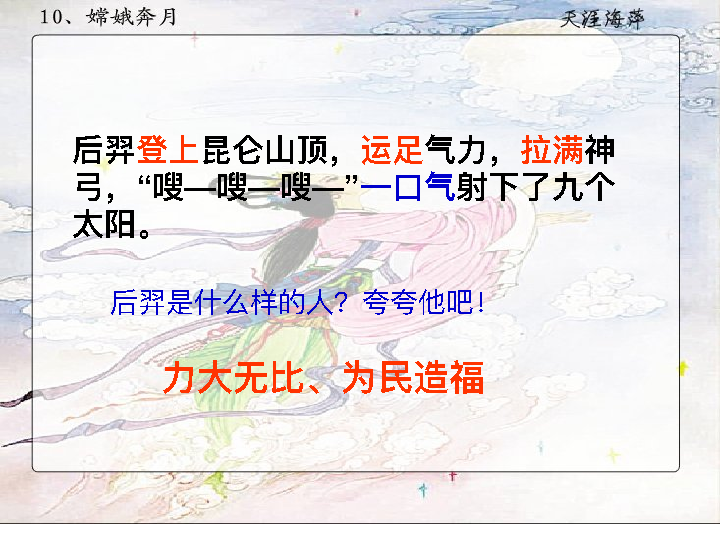 10、嫦娥奔月
天涯海萍
后羿登上昆仑山顶，运足气力，拉满神
弓，“嗖—嗖—嗖—”一口气射下了九个
太阳。
后羿是什么样的人？夸夸他吧！
力大无比、为民造福